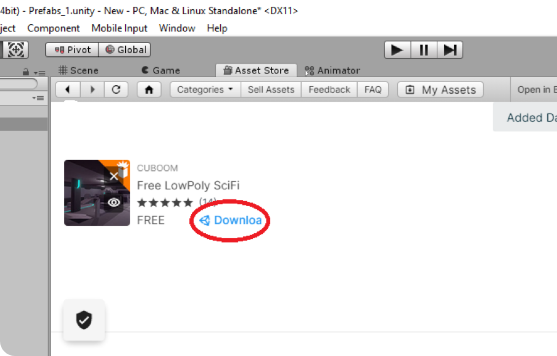 4bit) - Prefabs_1.unity - New - PC, Mac & Linux Standalone* <DX11>
ject Component Mobile Input Window Help
Pivot Global
Scene Game Asset Store Animator
Categories Sell Assets Feedback FAQ My Assets Open in
Added Da
CUBOOM
Free LowPoly SciFi
(14)
FREE Downloa